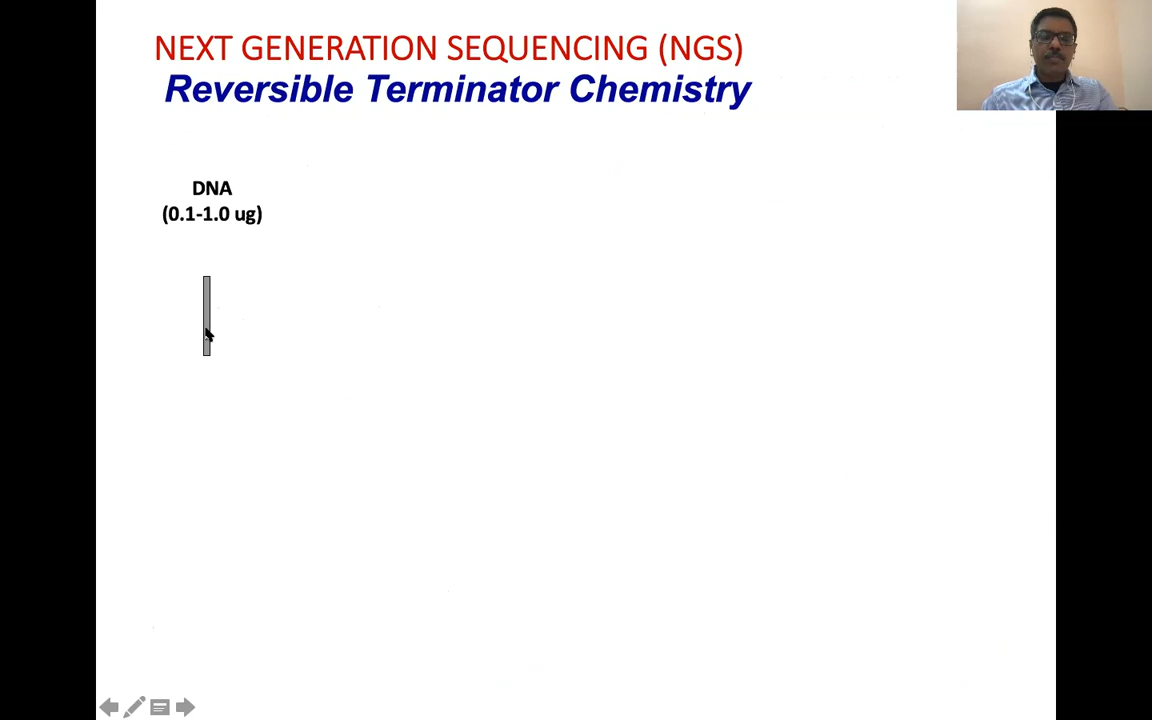 NEXT GENERATION SEQUENCING (NGS)
Reversible Terminator Chemistry
DNA
(0.1-1.0 ug)